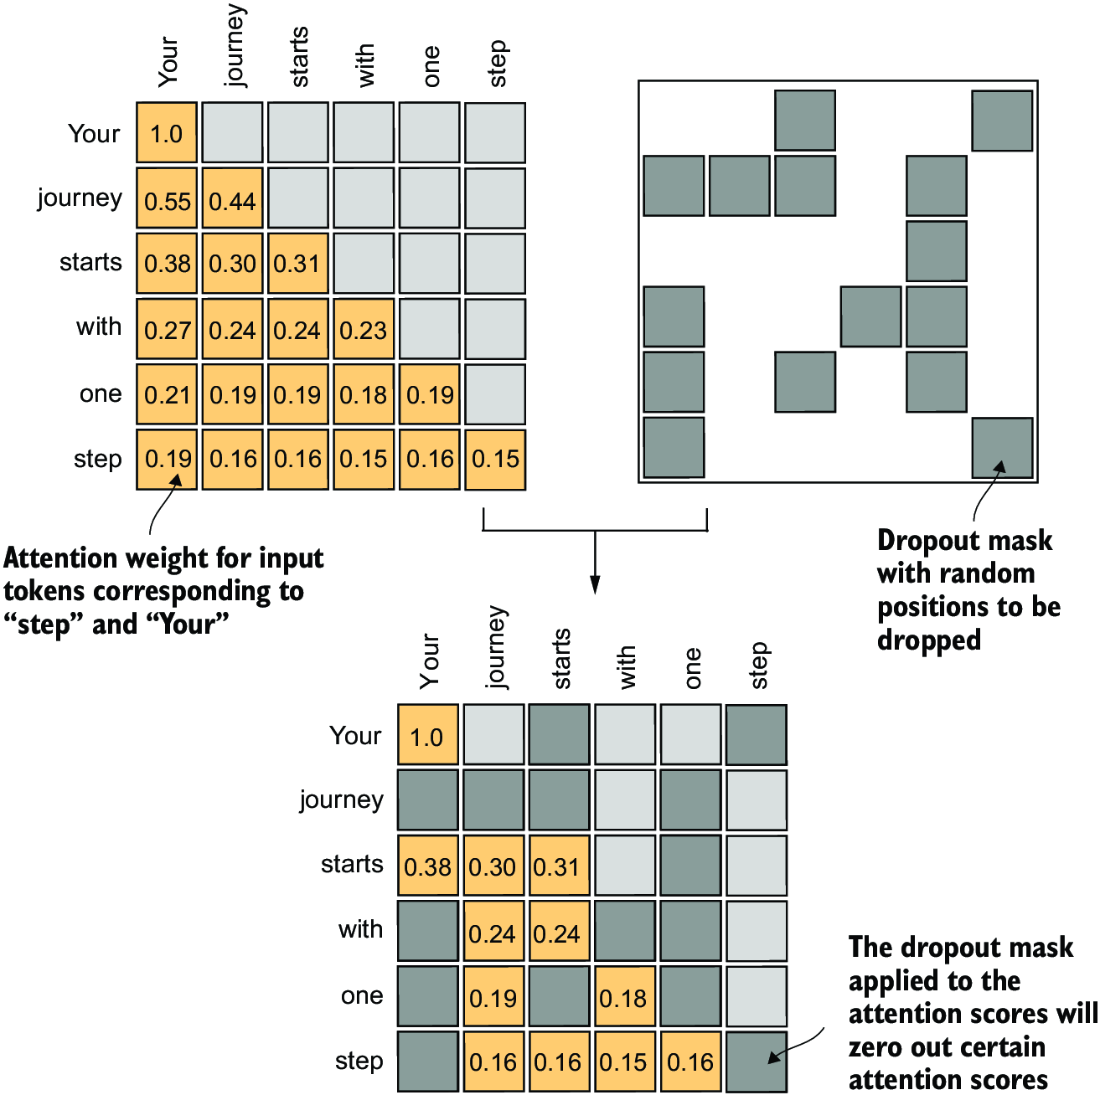 Your journey starts with one step
Your 1.0
journey 0.55 0.44
starts 0.38 0.30 0.31
with 0.27 0.24 0.24 0.23
one 0.21 0.19 0.19 0.18 0.19
step 0.19 0.16 0.16 0.15 0.16 0.15
Attention weight for input
tokens corresponding to
“step” and “Your”
Dropout mask
with random
positions to be
dropped
Your journey starts with one step
Your 1.0
journey
starts 0.38 0.30 0.31
with 0.24 0.24
one 0.19 0.18
step 0.16 0.16 0.15 0.16
The dropout mask
applied to the
attention scores will
zero out certain
attention scores